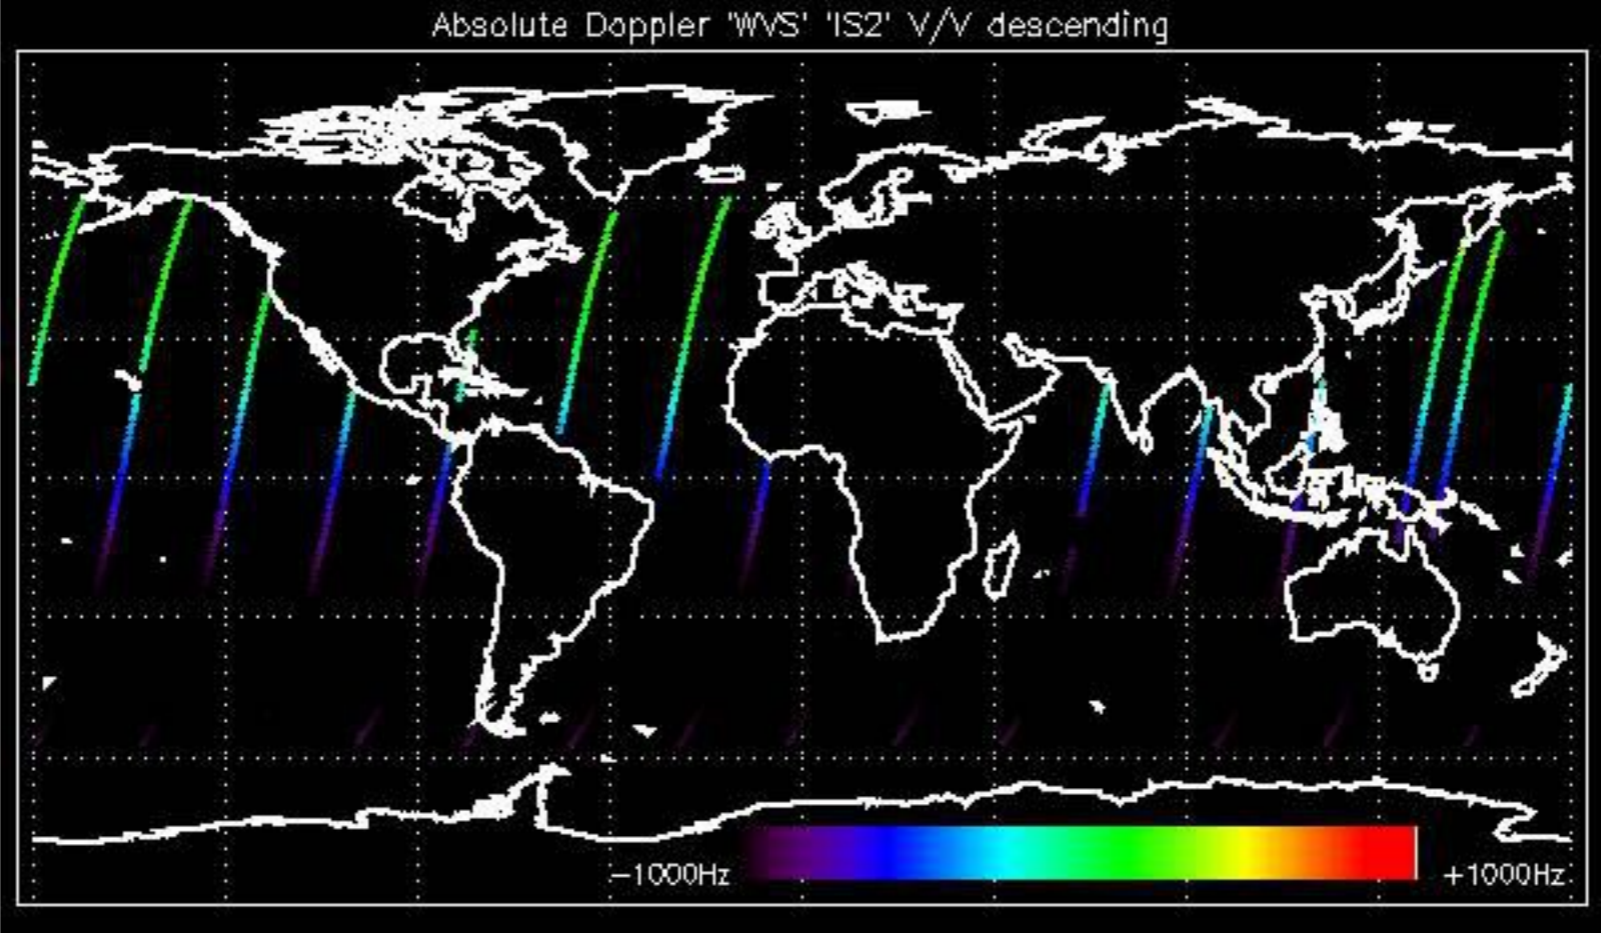 Absolute Doppler 'WVS' 'IS2' V/V descending
−1000Hz +1000Hz